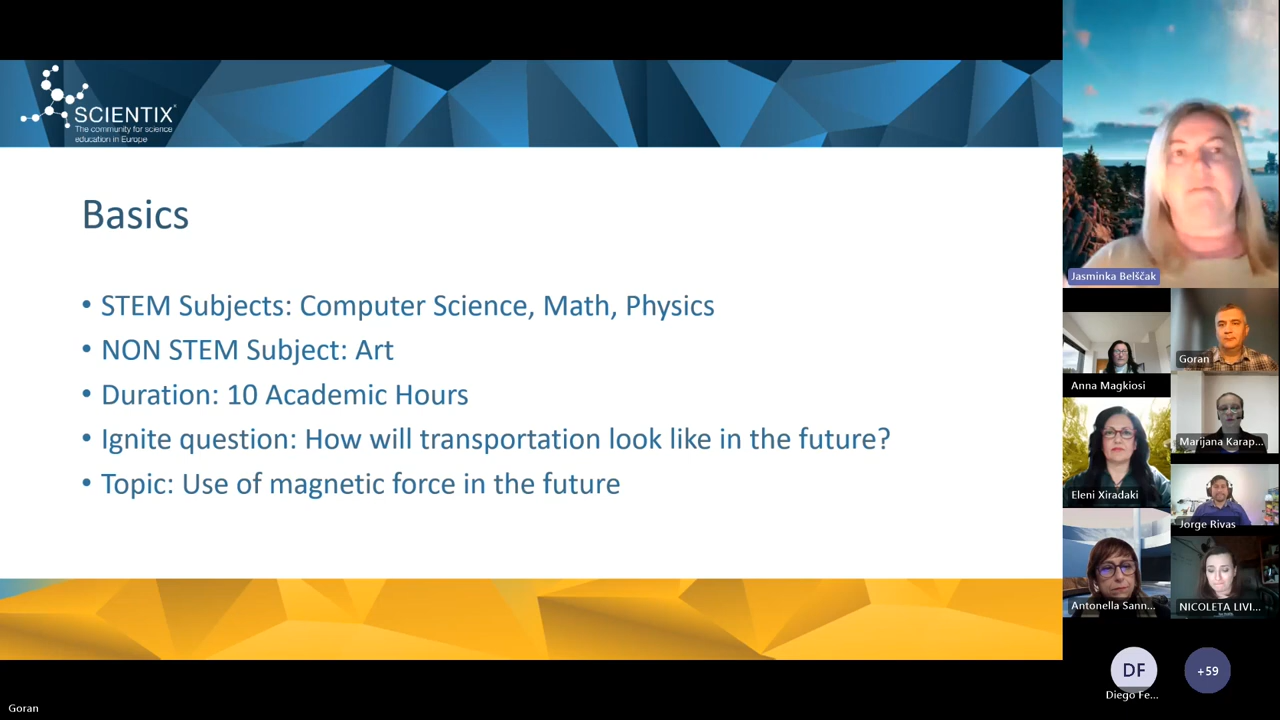 SCIENTIX
The community for science
education in Europe
Basics
• STEM Subjects: Computer Science, Math, Physics
• NON STEM Subject: Art
• Duration: 10 Academic Hours
• Ignite question: How will transportation look like in the future?
• Topic: Use of magnetic force in the future
Goran
Jasminka Belščak
Anna Magkiosi
Goran
Eleni Xiradaki
Marijana Karap...
Jorge Rivas
Antonella Sann...
NICOLETA LIVI...
DF
Diego Fe...
+59